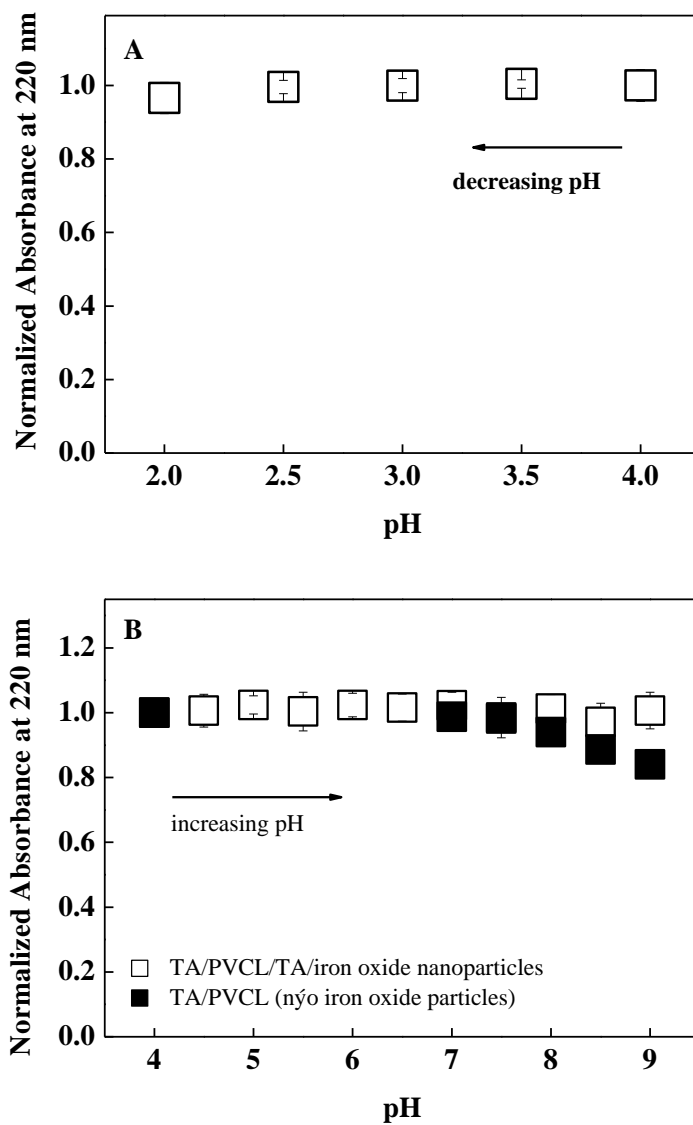 A
Normalized Absorbance at 220 nm
1.0
0.8
0.6
0.4
0.2
0.0
decreasing pH
2.0 2.5 3.0 3.5 4.0
pH
B
Normalized Absorbance at 220 nm
1.2
1.0
0.8
0.6
0.4
0.2
0.0
increasing pH
TA/PVCL/TA/iron oxide nanoparticles
TA/PVCL (nýo iron oxide particles)
4 5 6 7 8 9
pH